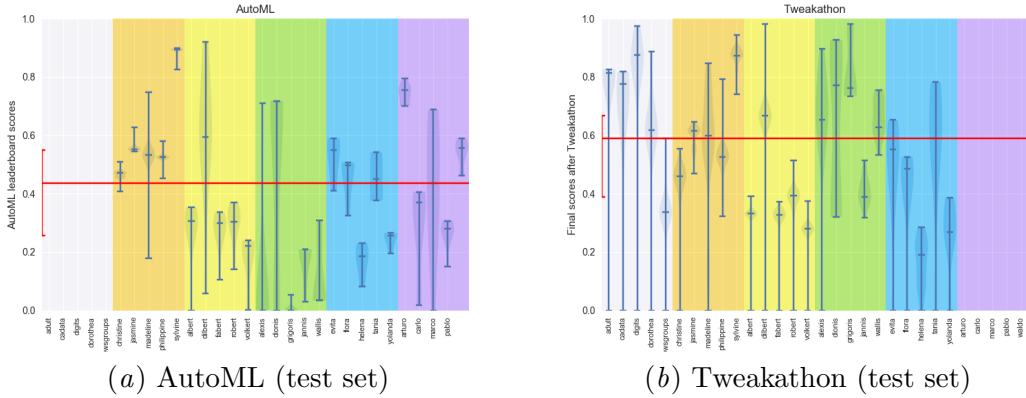 AutoML
AutoML leaderboard scores
1.0
0.8
0.6
0.4
0.2
0.0
adult
cadata
digits
dorothea
wsgroups
christine
jasmine
madeline
philippine
sylvine
albert
dilbert
fabert
robert
volkert
alexis
dionis
grigoris
jannis
wallis
evita
flora
helena
tania
yolanda
arturo
carlo
marco
pablo
(a) AutoML (test set)
Tweakathon
Final scores after Tweakathon
1.0
0.8
0.6
0.4
0.2
0.0
adult
cadata
digits
dorothea
wsgroups
christine
jasmine
madeline
philippine
sylvine
albert
dilbert
fabert
robert
volkert
alexis
dionis
grigoris
jannis
wallis
evita
flora
helena
tania
yolanda
arturo
carlo
marco
pablo
waldo
(b) Tweakathon (test set)